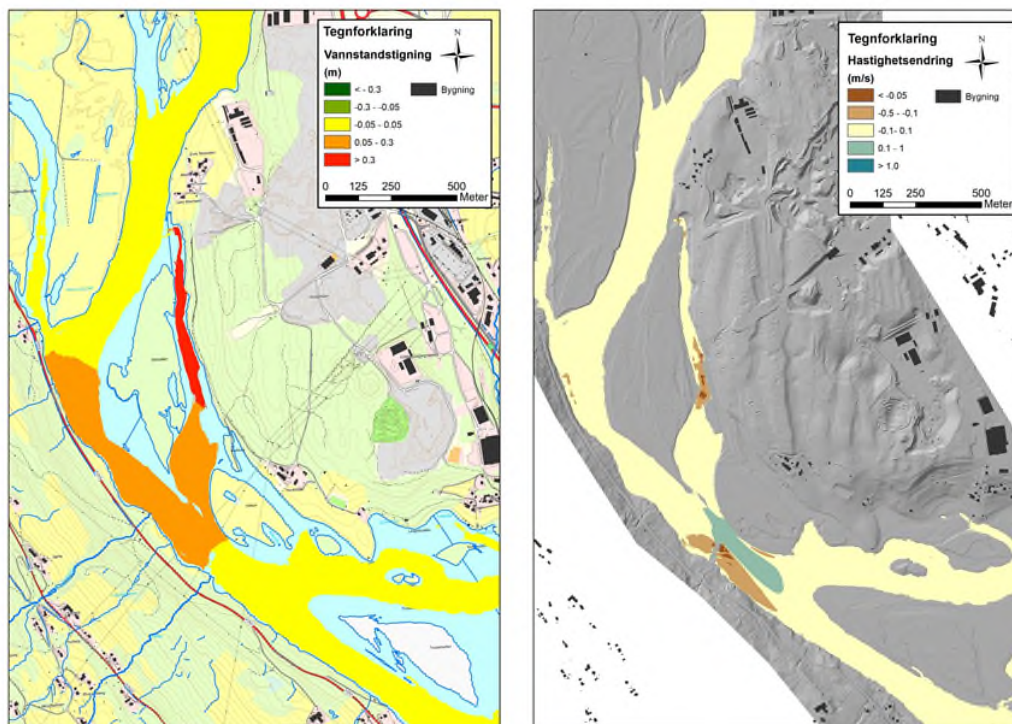 Tegnforklaring
Vannstandstigning
(m)
N
< - 0.3
-0.3 - -0.05
-0.05 - 0.05
0.05 - 0.3
> 0.3
Bygning
0 125 250 500
Meter
Tegnforklaring
Hastighetsendring
(m/s)
N
< -0.05
-0.5 - -0.1
-0.1- 0.1
0.1 - 1
> 1.0
Bygning
0 125 250 500
Meter